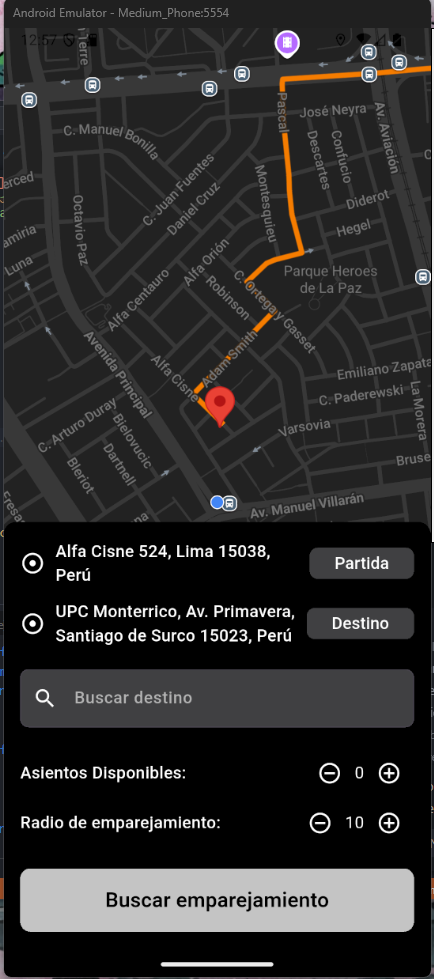 Android Emulator - Medium_Phone:5554
12:57
Terre
Pascal
José Neyra
Av. Aviación
C. Manuel Bonilla
Confucio
Descartes
C. Juan Fuentes
Daniel Cruz
Montesquieu
Diderot
Hegel
Octavio Paz
Luna
Alfa Orión
Parque Heroes
de La Paz
C. Ortega y Gasset
Robinson
Alfa Centauro
Adam Smith
Alfa Cisne
Avenida Principal
Emiliano Zapata
C. Paderewski
La Morera
C. Arturo Duray
Bielovucic
Varsovia
Dartnell
Bleriot
Bruse
Av. Manuel Villarán
Fresa
Alfa Cisne 524, Lima 15038,
Perú
Partida
UPC Monterrico, Av. Primavera,
Santiago de Surco 15023, Perú
Destino
Buscar destino
Asientos Disponibles:
0
Radio de emparejamiento:
10
Buscar emparejamiento